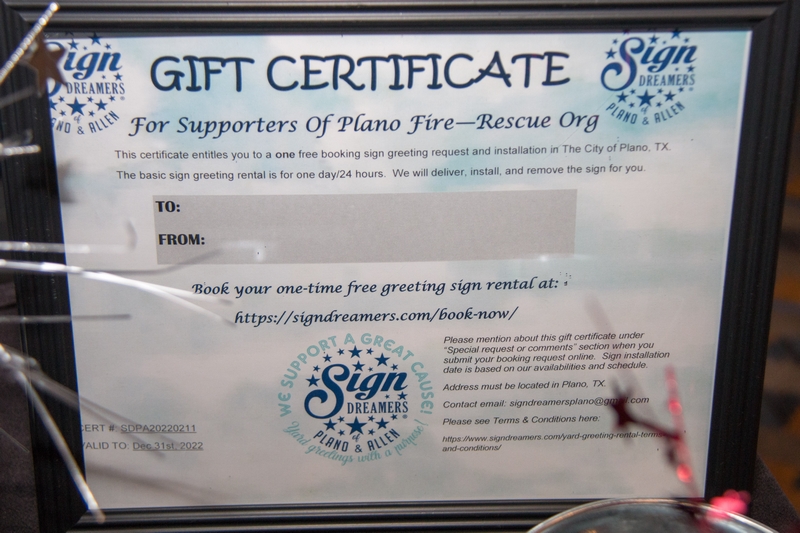 Sign
DREAMERS
of
PLANO & ALLEN
GIFT CERTIFICATE
Sign
DREAMERS
of
PLANO & ALLEN
For Supporters Of Plano Fire—Rescue Org
This certificate entitles you to a one free booking sign greeting request and installation in The City of Plano, TX.
The basic sign greeting rental is for one day/24 hours. We will deliver, install, and remove the sign for you.
TO:
FROM:
Book your one-time free greeting sign rental at:
https://signdreamers.com/book-now/
WE SUPPORT A GREAT CAUSE!
Sign
DREAMERS
of
PLANO & ALLEN
Yard greetings with a purpose!
Please mention about this gift certificate under
"Special request or comments" section when you
submit your booking request online. Sign installation
date is based on our availabilities and schedule.
Address must be located in Plano, TX.
Contact email: signdreamersplano@gmail.com
Please see Terms & Conditions here:
https://www.signdreamers.com/yard-greeting-rental-terms-
and-conditions/
CERT #: SDPA20220211
VALID TO: Dec 31st, 2022